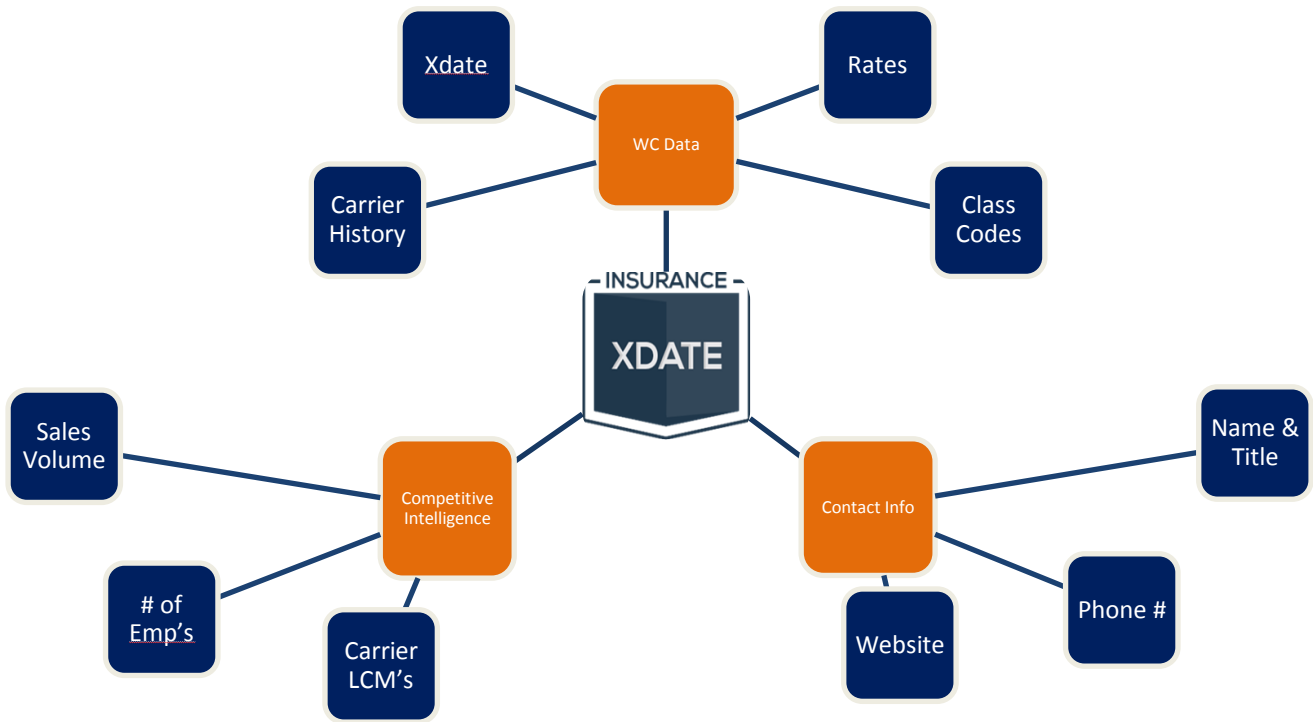 Xdate
Rates
WC Data
Carrier
History
Class
Codes
INSURANCE
XDATE
Sales
Volume
Competitive
Intelligence
Contact Info
Name &
Title
# of
Emp’s
Carrier
LCM’s
Website
Phone #